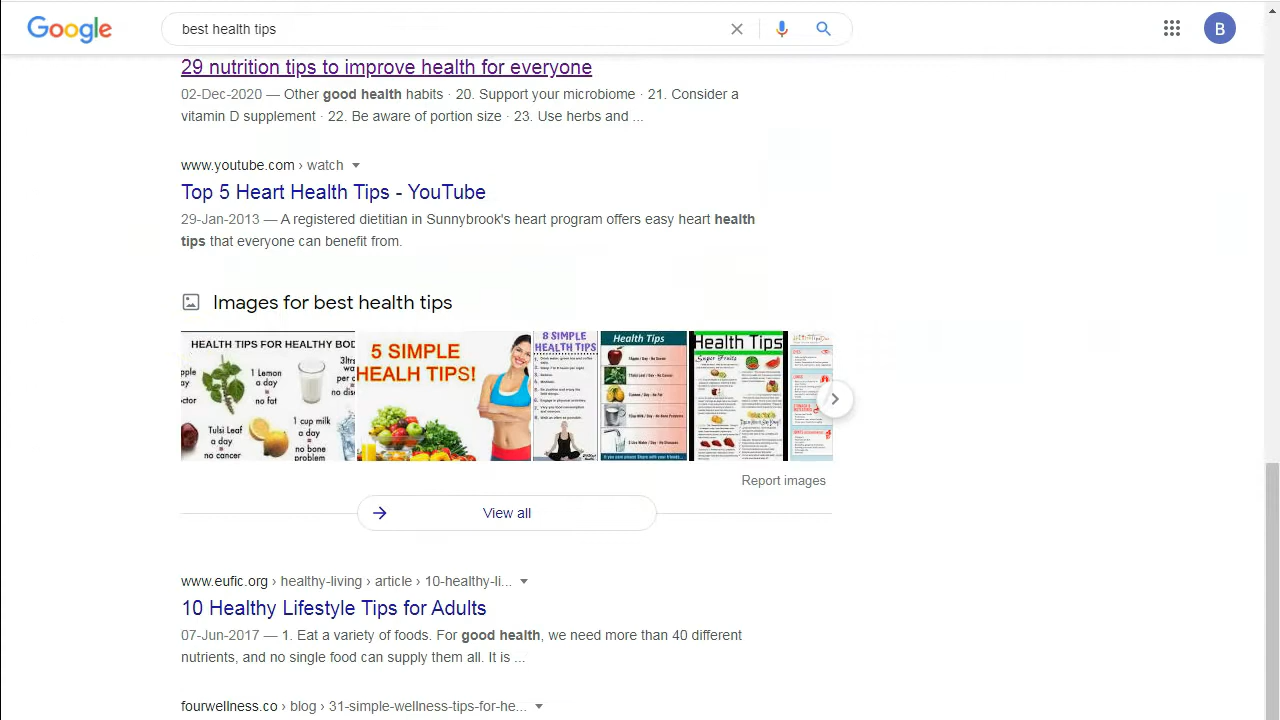 Google
best health tips
B
29 nutrition tips to improve health for everyone
02-Dec-2020 — Other good health habits · 20. Support your microbiome · 21. Consider a
vitamin D supplement · 22. Be aware of portion size · 23. Use herbs and ...
www.youtube.com › watch
Top 5 Heart Health Tips - YouTube
29-Jan-2013 — A registered dietitian in Sunnybrook's heart program offers easy heart health
tips that everyone can benefit from.
Images for best health tips
HEALTH TIPS FOR HEALTHY BOD
1 Lemon
a day
=
no fat
Tulsi Leaf
a day
=
no cancer
1 cup milk
a day
=
no bone
problem
5 SIMPLE
HEALTH TIPS!
8 SIMPLE
HEALTH TIPS
Health Tips
Health Tips
Super Fruits
Report images
View all
www.eufic.org › healthy-living › article › 10-healthy-li...
10 Healthy Lifestyle Tips for Adults
07-Jun-2017 — 1. Eat a variety of foods. For good health, we need more than 40 different
nutrients, and no single food can supply them all. It is ...
fourwellness.co › blog › 31-simple-wellness-tips-for-he...